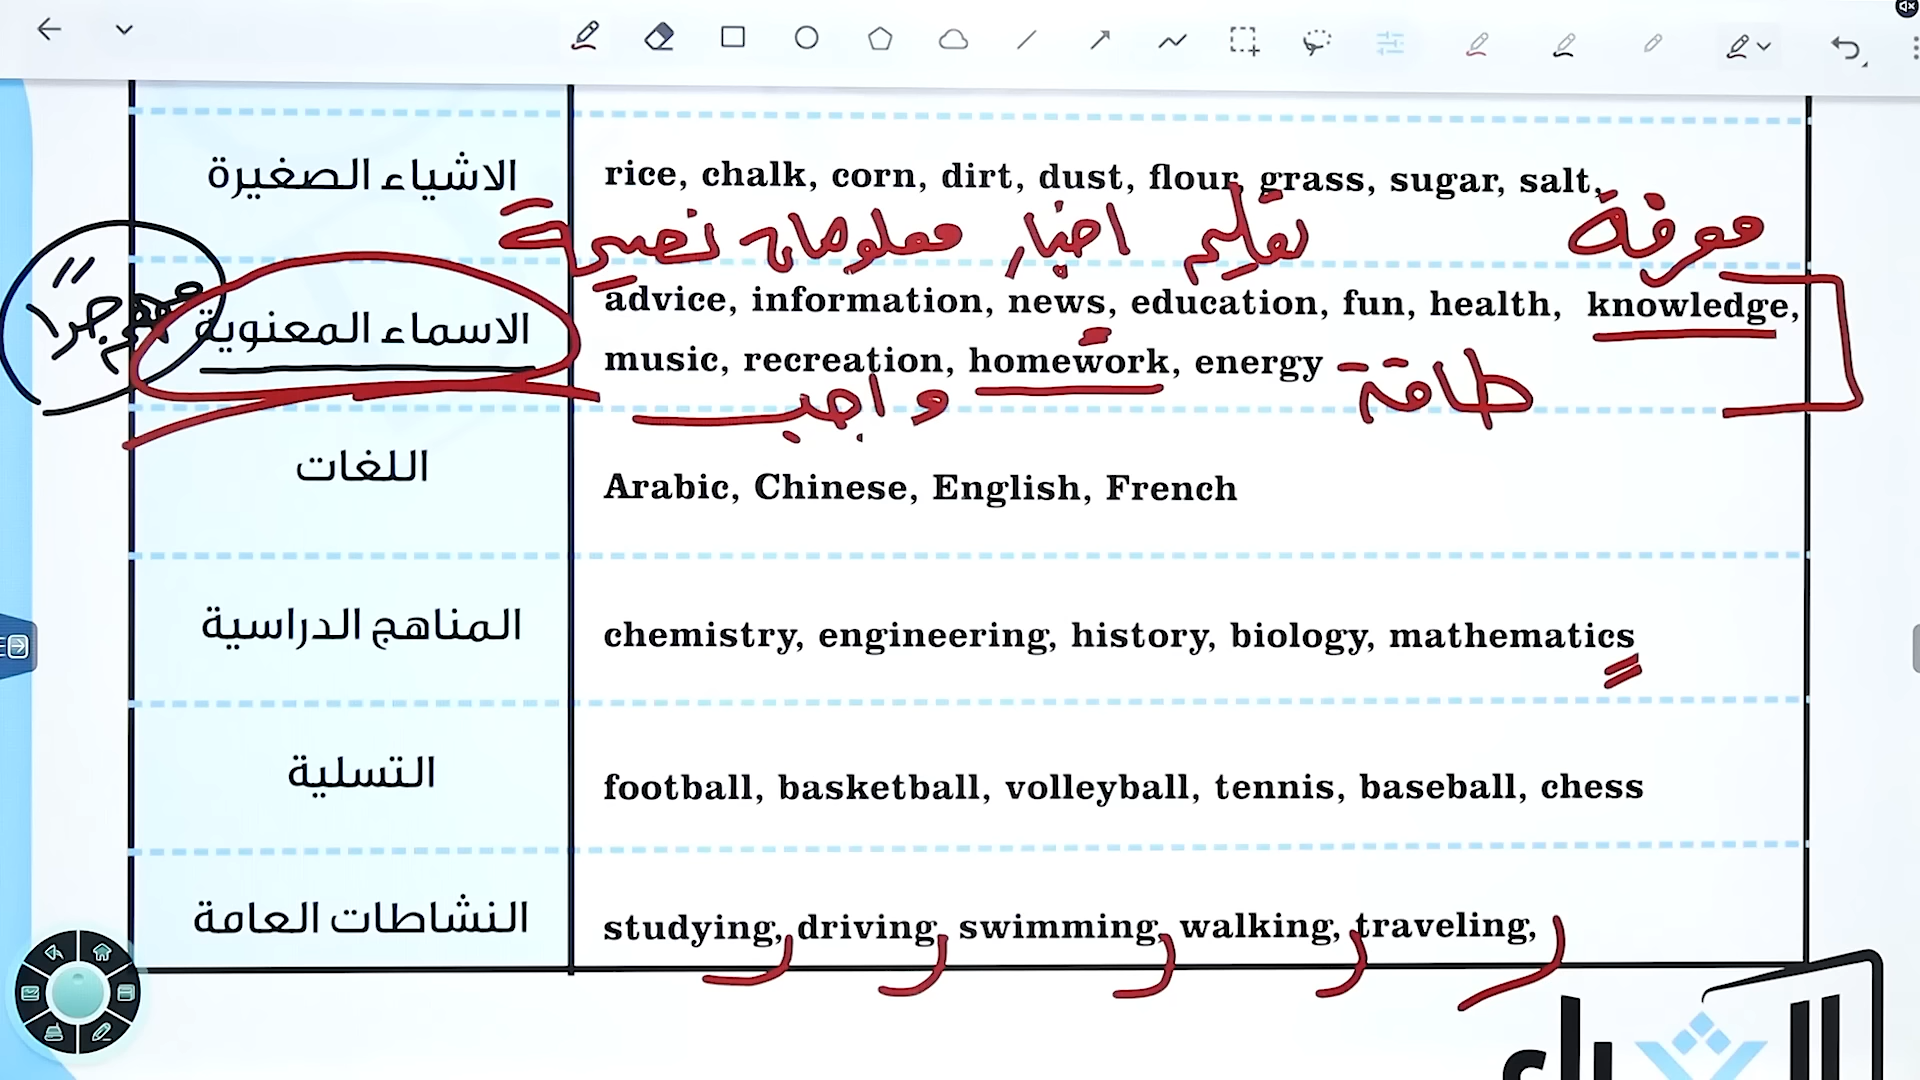 الاشياء الصغيرة
rice, chalk, corn, dirt, dust, flour, grass, sugar, salt,
معرفة تعليم اخبار معلومات نصيحة
الاسماء المعنوية
مهم جداً
advice, information, news, education, fun, health, knowledge,
music, recreation, homework, energy
طاقة
واجب
اللغات
Arabic, Chinese, English, French
المناهج الدراسية
chemistry, engineering, history, biology, mathematics
التسلية
football, basketball, volleyball, tennis, baseball, chess
النشاطات العامة
studying, driving, swimming, walking, traveling,